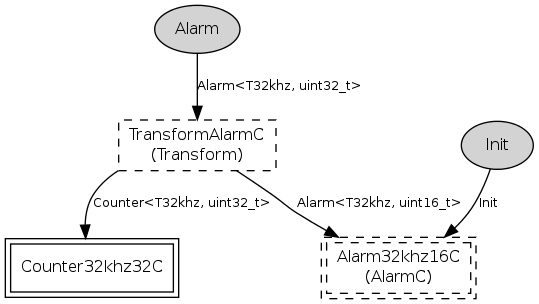 Alarm
Alarm<T32khz, uint32_t>
TransformAlarmC
(Transform)
Init
Counter<T32khz, uint32_t>
Alarm<T32khz, uint16_t>
Init
Counter32khz32C
Alarm32khz16C
(AlarmC)